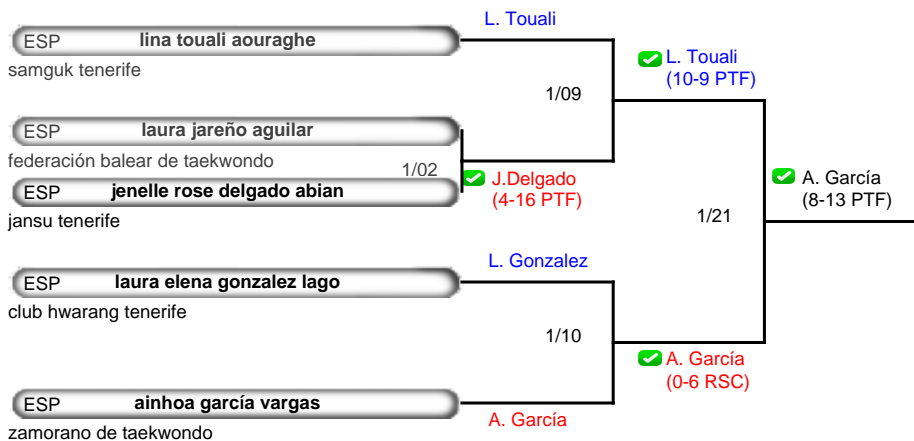 L. Touali
ESP lina touali aouraghe
samguk tenerife
L. Touali
(10-9 PTF)
1/09
ESP laura jareño aguilar
federación balear de taekwondo
1/02
J.Delgado
(4-16 PTF)
A. García
(8-13 PTF)
ESP jenelle rose delgado abian
jansu tenerife
1/21
L. Gonzalez
ESP laura elena gonzalez lago
club hwarang tenerife
1/10
A. García
(0-6 RSC)
ESP ainhoa garcía vargas
A. García
zamorano de taekwondo